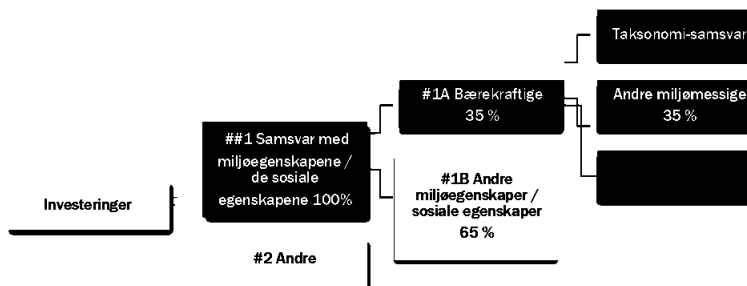 Taksonomi-samsvar
#1A Bærekraftige
35 %
Andre miljømessige
35 %
##1 Samsvar med
miljøegenskapene /
de sosiale
egenskapene 100%
#1B Andre
miljøegenskaper /
sosiale egenskaper
65 %
Investeringer
#2 Andre